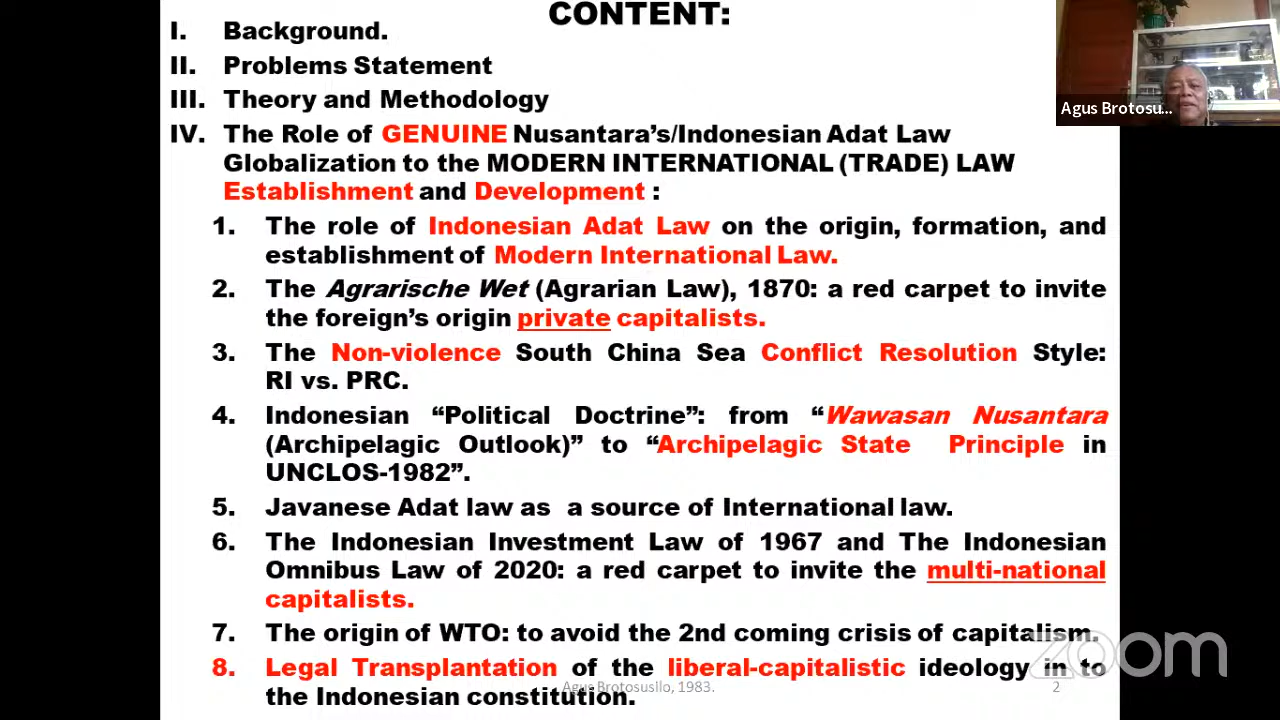 CONTENT:
I. Background.
II. Problems Statement
III. Theory and Methodology
IV. The Role of GENUINE Nusantara's/Indonesian Adat Law
Globalization to the MODERN INTERNATIONAL (TRADE) LAW
Establishment and Development :
1. The role of Indonesian Adat Law on the origin, formation, and
establishment of Modern International Law.
2. The Agrarische Wet (Agrarian Law), 1870: a red carpet to invite
the foreign's origin private capitalists.
3. The Non-violence South China Sea Conflict Resolution Style:
RI vs. PRC.
4. Indonesian “Political Doctrine”: from “Wawasan Nusantara
(Archipelagic Outlook)” to “Archipelagic State Principle in
UNCLOS-1982”.
5. Javanese Adat law as a source of International law.
6. The Indonesian Investment Law of 1967 and The Indonesian
Omnibus Law of 2020: a red carpet to invite the multi-national
capitalists.
7. The origin of WTO: to avoid the 2nd coming crisis of capitalism.
8. Legal Transplantation of the liberal-capitalistic ideology in to
the Indonesian constitution.
Agus Brotosusilo, 1983.
2
Agus Brotosu...
zoom